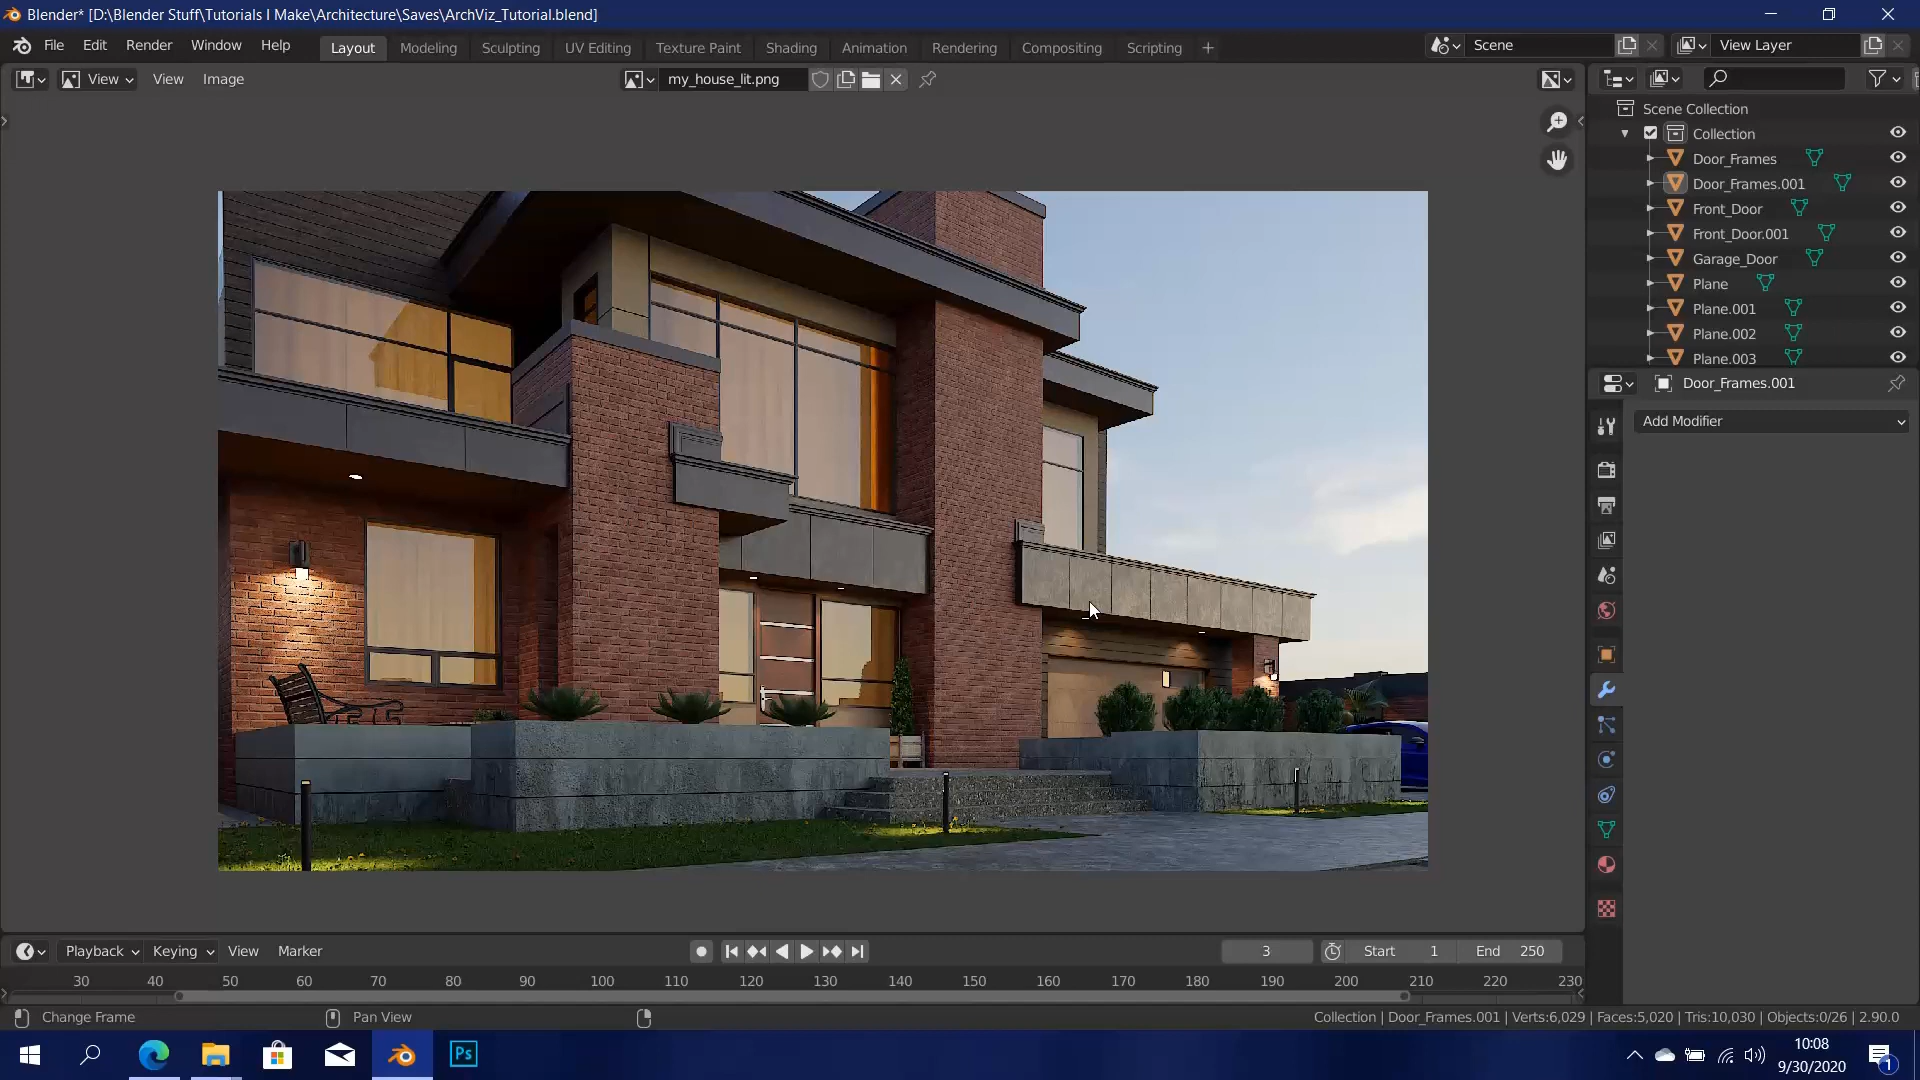 Blender* [D:\Blender Stuff\Tutorials I Make\Architecture\Saves\ArchViz_Tutorial.blend]
File Edit Render Window Help Layout Modeling Sculpting UV Editing Texture Paint Shading Animation Rendering Compositing Scripting + Scene View Layer
View View Image my_house_lit.png
Scene Collection
Collection
Door_Frames
Door_Frames.001
Front_Door
Front_Door.001
Garage_Door
Plane
Plane.001
Plane.002
Plane.003
Door_Frames.001
Add Modifier
Playback Keying View Marker 3 Start 1 End 250
30 40 50 60 70 80 90 100 110 120 130 140 150 160 170 180 190 200 210 220 230
Change Frame Pan View Collection | Door_Frames.001 | Verts:6,029 | Faces:5,020 | Tris:10,030 | Objects:0/26 | 2.90.0
Ps
10:08
9/30/2020
1